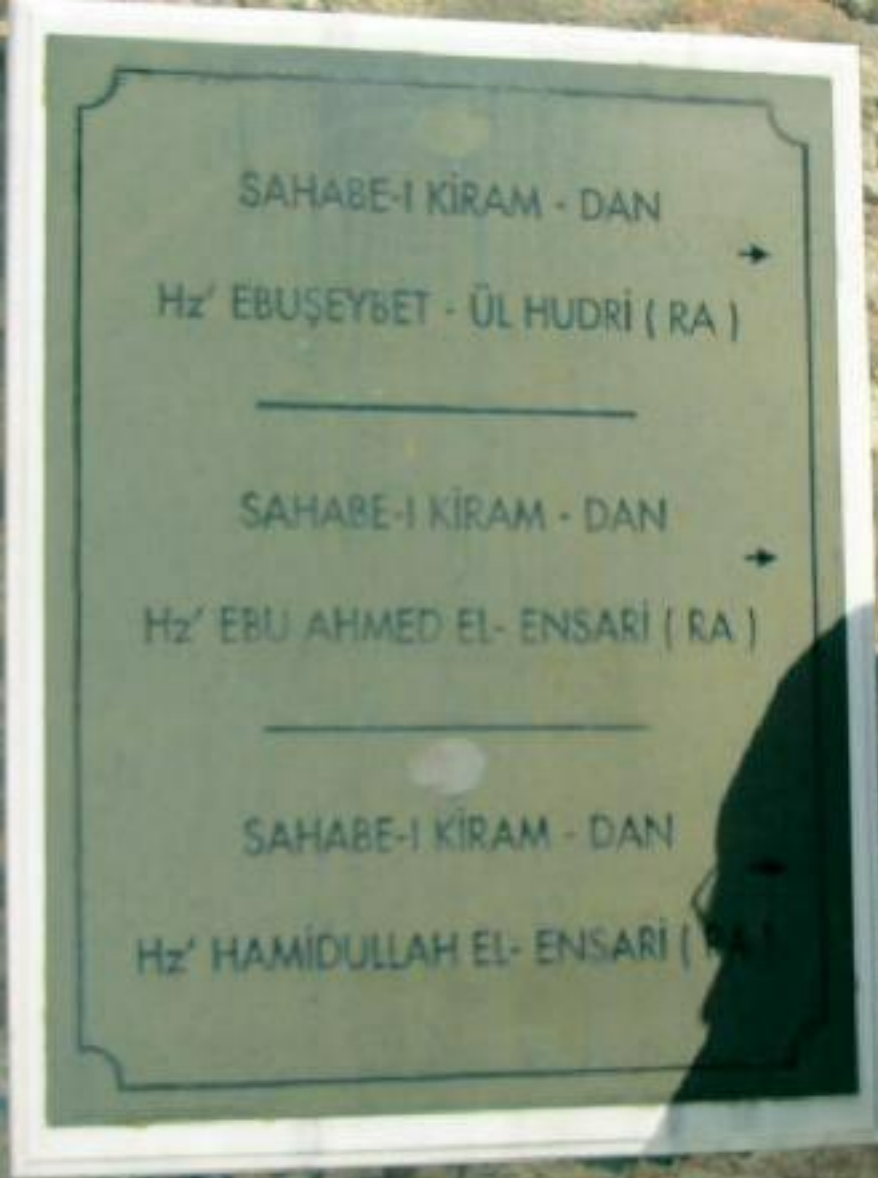 SAHABE-I KİRAM - DAN
Hz' EBUŞEYBET - ÜL HUDRİ ( RA )
SAHABE-I KİRAM - DAN
Hz' EBU AHMED EL- ENSARİ ( RA )
SAHABE-I KİRAM - DAN
Hz' HAMİDULLAH EL- ENSARİ ( RA )